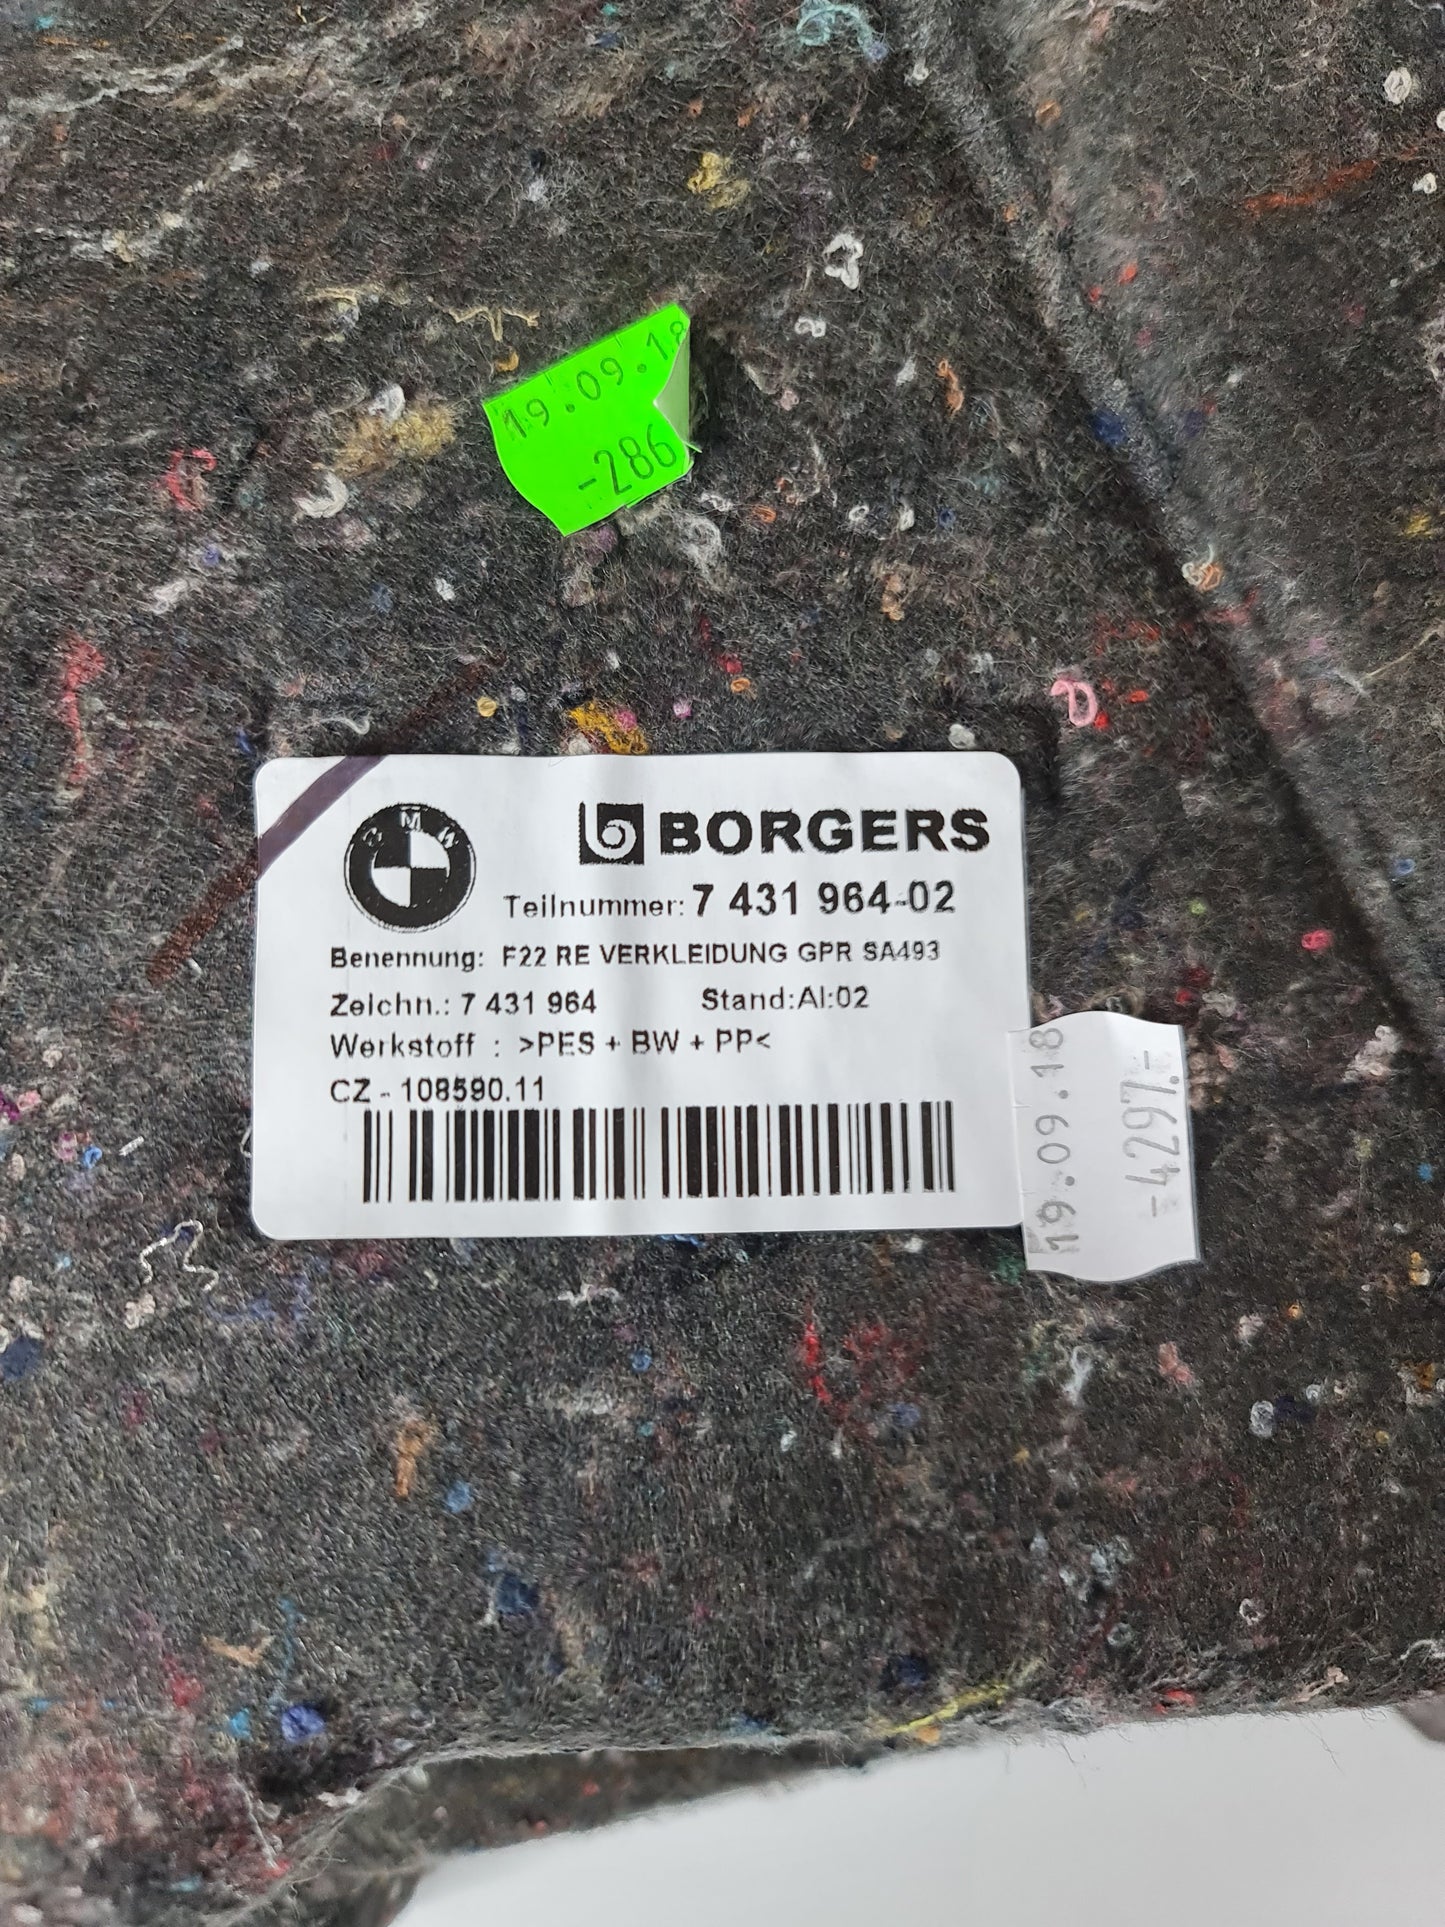 19.09.18
-286
BMW
BORGERS
Teilnummer: 7 431 964-02
Benennung: F22 RE VERKLEIDUNG GPR SA493
Zeichn.: 7 431 964 Stand:AI:02
Werkstoff : >PES + BW + PP<
CZ - 108590.11
19.09.18
-4297.-